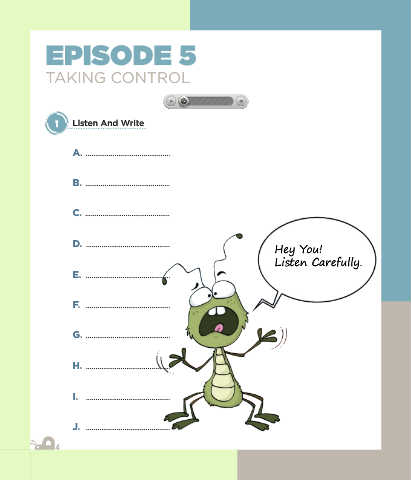 EPISODE 5
TAKING CONTROL
1 Listen And Write
A. ....................
B. ....................
C. ....................
D. ....................
E. ....................
F. ....................
G. ....................
H. ....................
I. ....................
J. ....................
Hey You!
Listen Carefully.